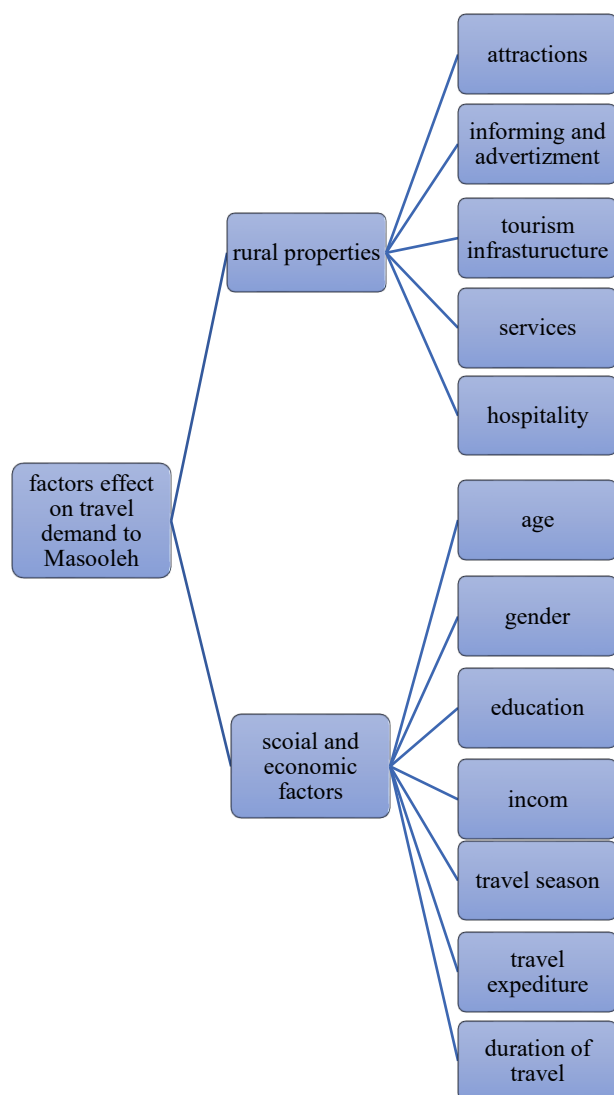 attractions
informing and
advertizment
tourism
infrasturucture
services
hospitality
rural properties
factors effect
on travel
demand to
Masooleh
age
gender
education
incom
travel season
travel
expediture
duration of
travel
scoial and
economic
factors